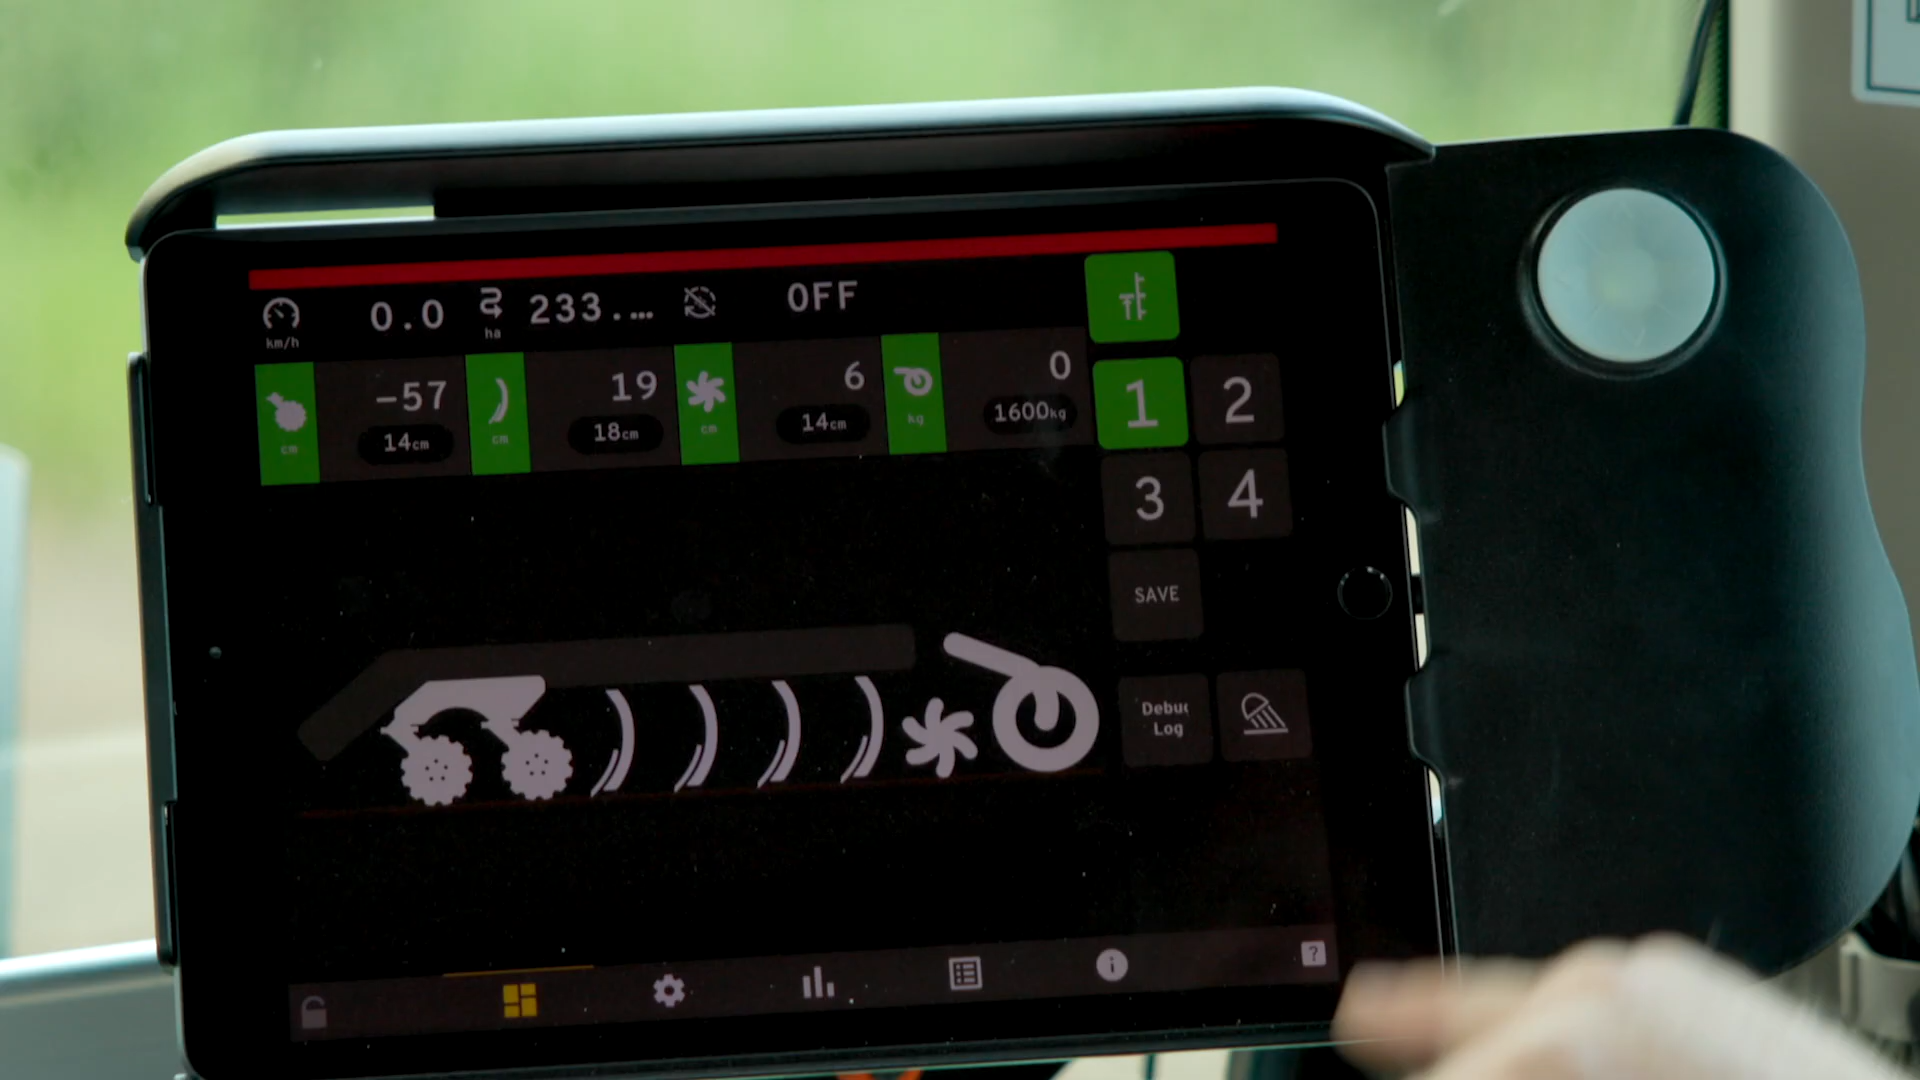 0.0 233.… OFF
km/h ha
-57 19 6 0
14cm 18cm 14cm 1600kg
cm cm cm kg
1 2
3 4
SAVE
Debug
Log
i
?